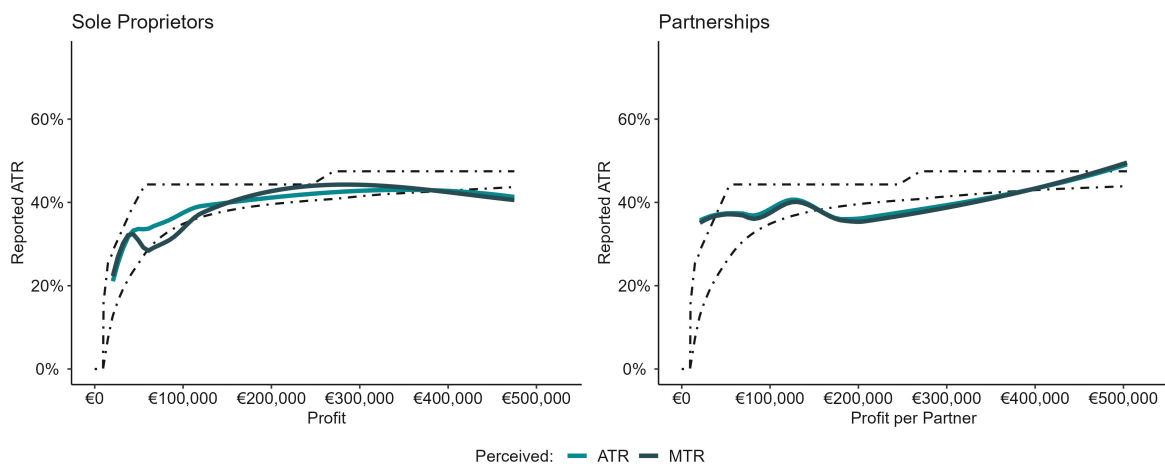 Sole Proprietors
Reported ATR
60%
40%
20%
0%
€0 €100,000 €200,000 €300,000 €400,000 €500,000
Profit
Partnerships
Reported ATR
60%
40%
20%
0%
€0 €100,000 €200,000 €300,000 €400,000 €500,000
Profit per Partner
Perceived: ATR MTR